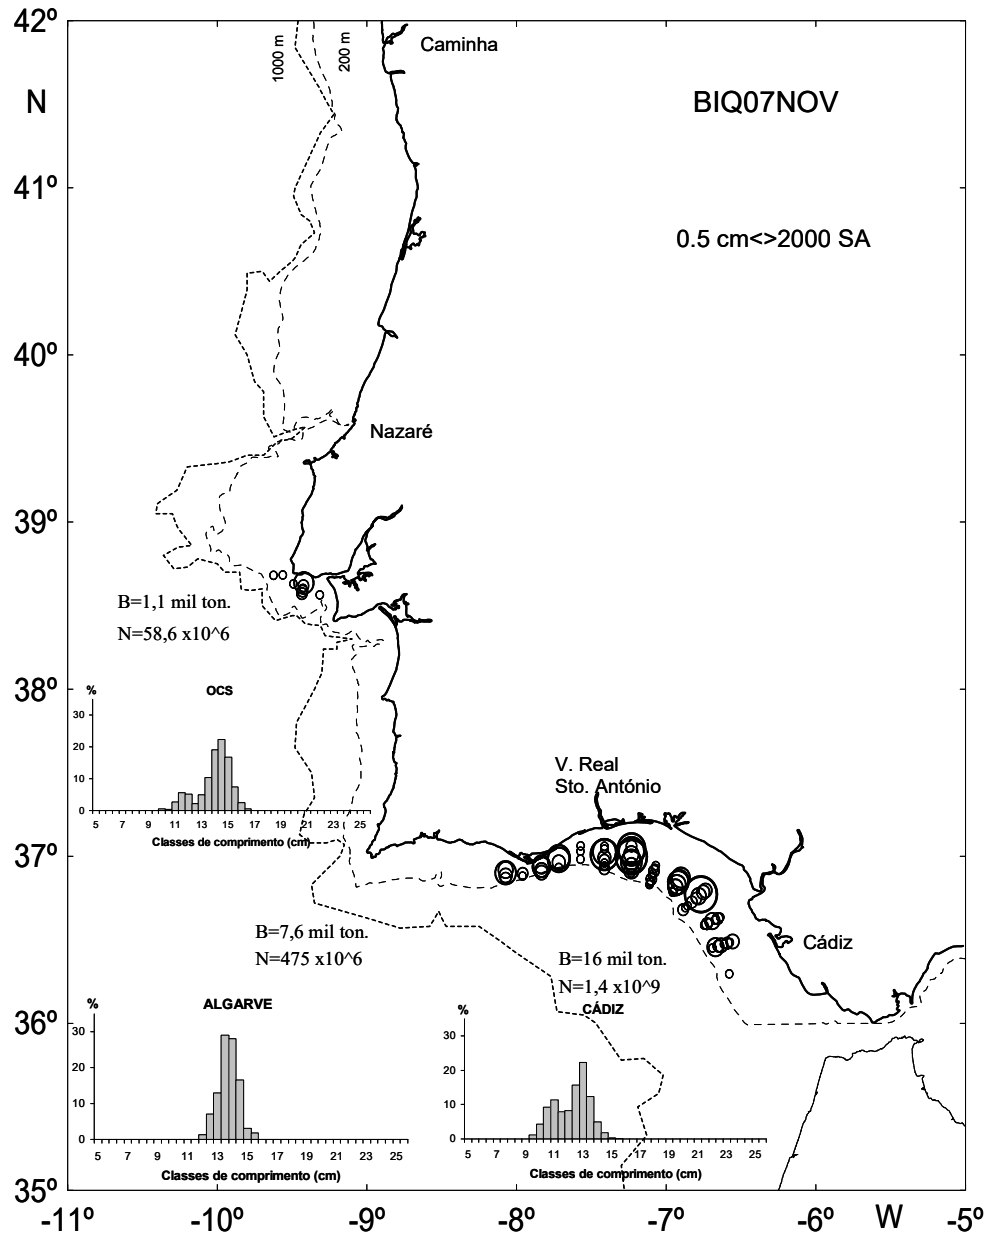 42º
1000 m
200 m
Caminha
N
BIQ07NOV
41º
0.5 cm<>2000 SA
40º
Nazaré
39º
B=1,1 mil ton.
N=58,6 x10^6
38º
%
OCS
30
20
10
0
5 7 9 11 13 15 17 19 21 23 25
Classes de comprimento (cm)
V. Real
Sto. António
37º
B=7,6 mil ton.
N=475 x10^6
Cádiz
B=16 mil ton.
N=1,4 x10^9
36º
%
ALGARVE
30
20
10
0
5 7 9 11 13 15 17 19 21 23 25
Classes de comprimento (cm)
%
CÁDIZ
30
20
10
0
5 7 9 11 13 15 17 19 21 23 25
Classes de comprimento (cm)
35º
-11º -10º -9º -8º -7º -6º W -5º